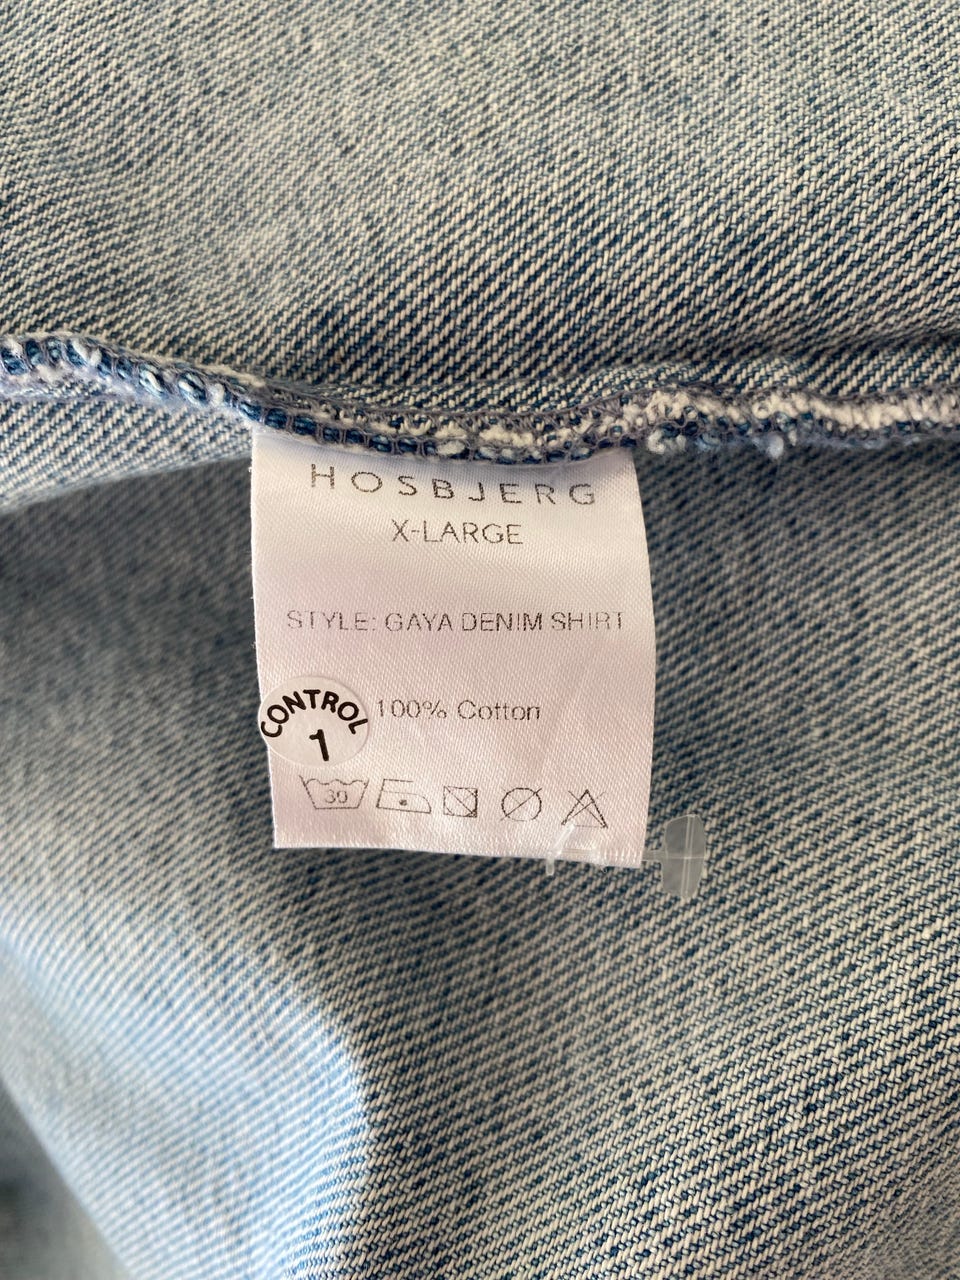 HOSBJERG
X-LARGE
STYLE: GAYA DENIM SHIRT
100% Cotton
CONTROL
1
30